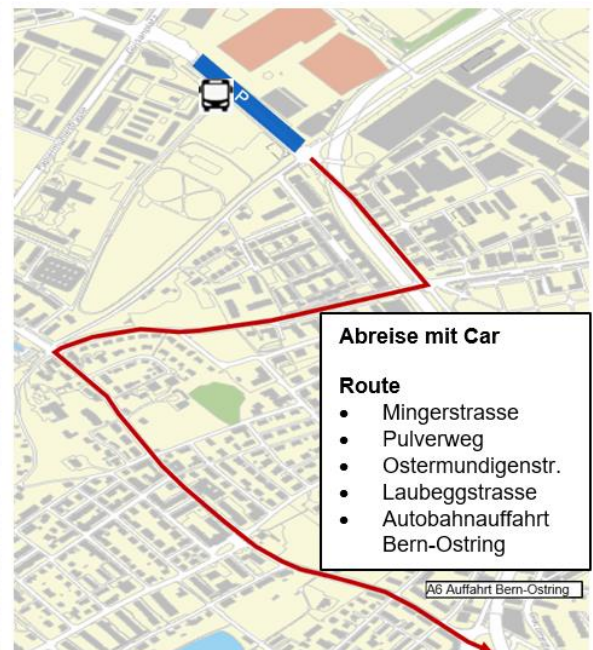 P
Abreise mit Car
Route
• Mingerstrasse
• Pulverweg
• Ostermundigenstr.
• Laubeggstrasse
• Autobahnauffahrt
Bern-Ostring
A6 Auffahrt Bern-Ostring